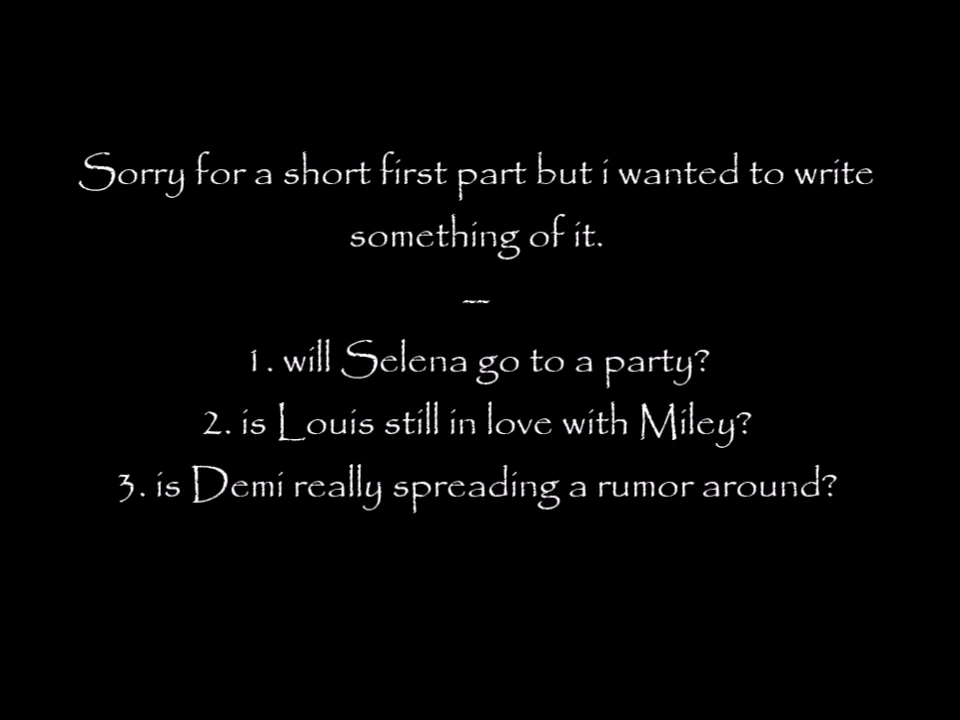 Sorry for a short first part but i wanted to write
something of it.
--
1. will Selena go to a party?
2. is Louis still in love with Miley?
3. is Demi really spreading a rumor around?